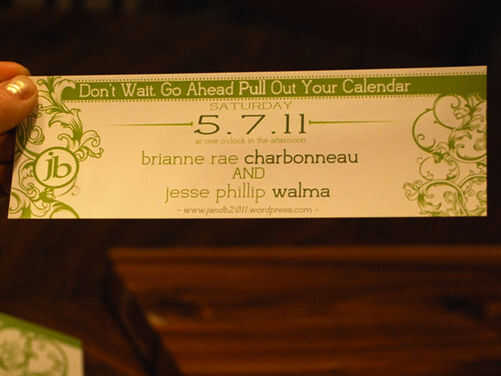 Don't Wait. Go Ahead Pull Out Your Calendar
SATURDAY
5.7.11
at one o'clock in the afternoon
jb
brianne rae charbonneau
AND
jesse phillip walma
~ www.jandb2011.wordpress.com ~